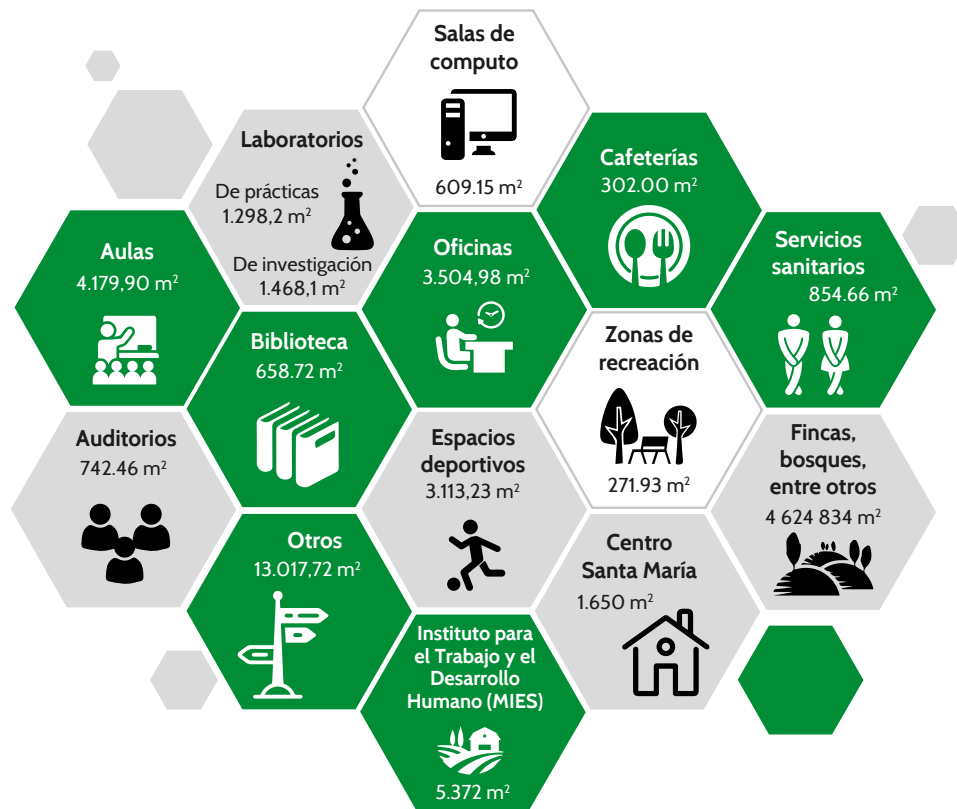 Salas de
computo
609.15 m²
Laboratorios
De prácticas
1.298,2 m²
De investigación
1.468,1 m²
Cafeterías
302.00 m²
Aulas
4.179,90 m²
Oficinas
3.504,98 m²
Servicios
sanitarios
854.66 m²
Biblioteca
658.72 m²
Zonas de
recreación
271.93 m²
Auditorios
742.46 m²
Espacios
deportivos
3.113,23 m²
Fincas,
bosques,
entre otros
4 624 834 m²
Otros
13.017,72 m²
Centro
Santa María
1.650 m²
Instituto para
el Trabajo y el
Desarrollo
Humano (MIES)
5.372 m²